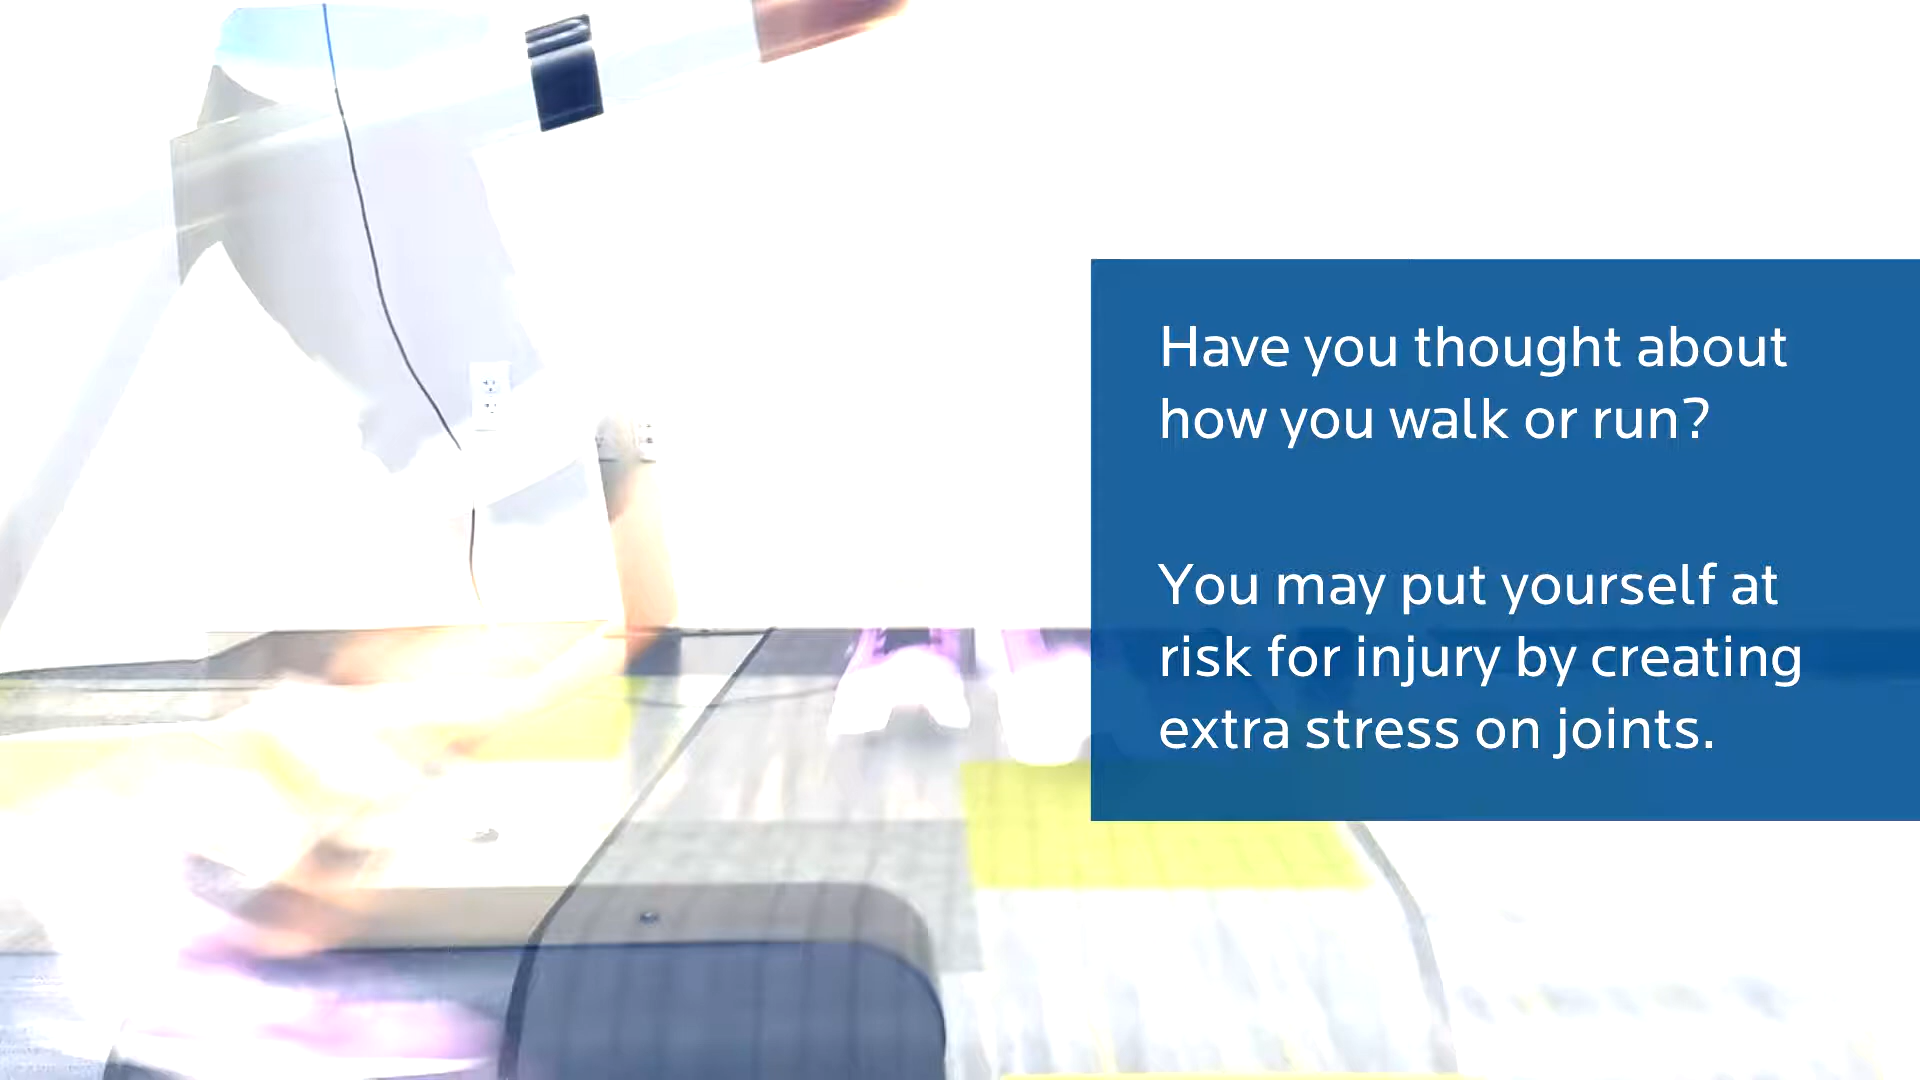 Have you thought about
how you walk or run?
You may put yourself at
risk for injury by creating
extra stress on joints.